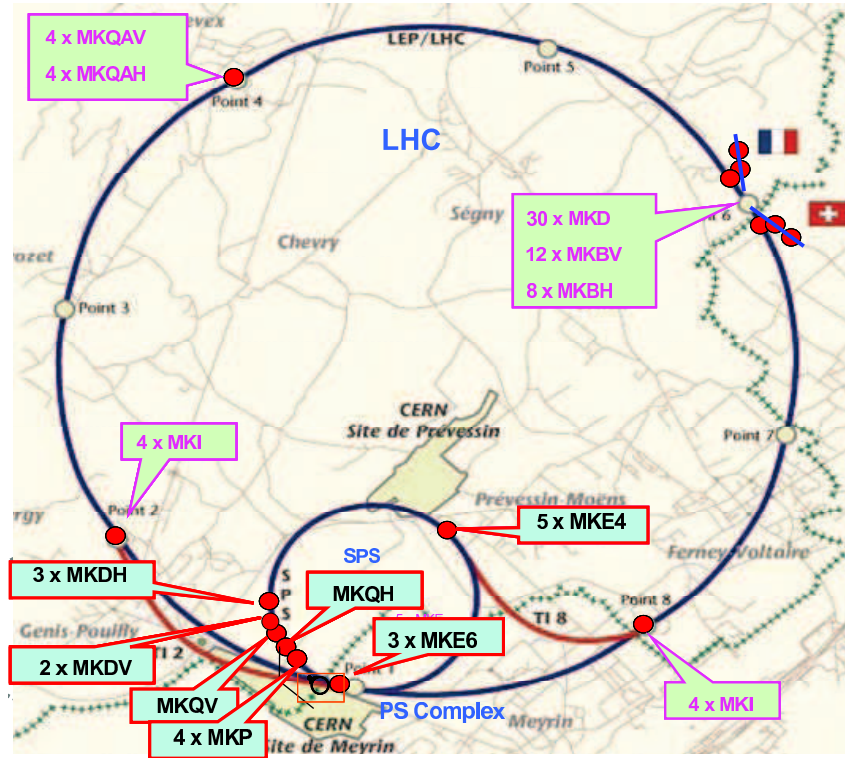 4 x MKQAV
4 x MKQAH
Point 4
LEP/LHC
Point 5
LHC
Ségny
30 x MKD
12 x MKBV
8 x MKBH
6
Chevry
Point 3
CERN
Site de Prévessin
Point 7
4 x MKI
Point 2
Prévessin-Moëns
5 x MKE4
Ferney-Voltaire
SPS
3 x MKDH
S
P
S
MKQH
TI 8
Point 8
Genis-Pouilly
3 x MKE6
TI 2
2 x MKDV
Point 1
MKQV
PS Complex
Meyrin
4 x MKI
4 x MKP
CERN
Site de Meyrin